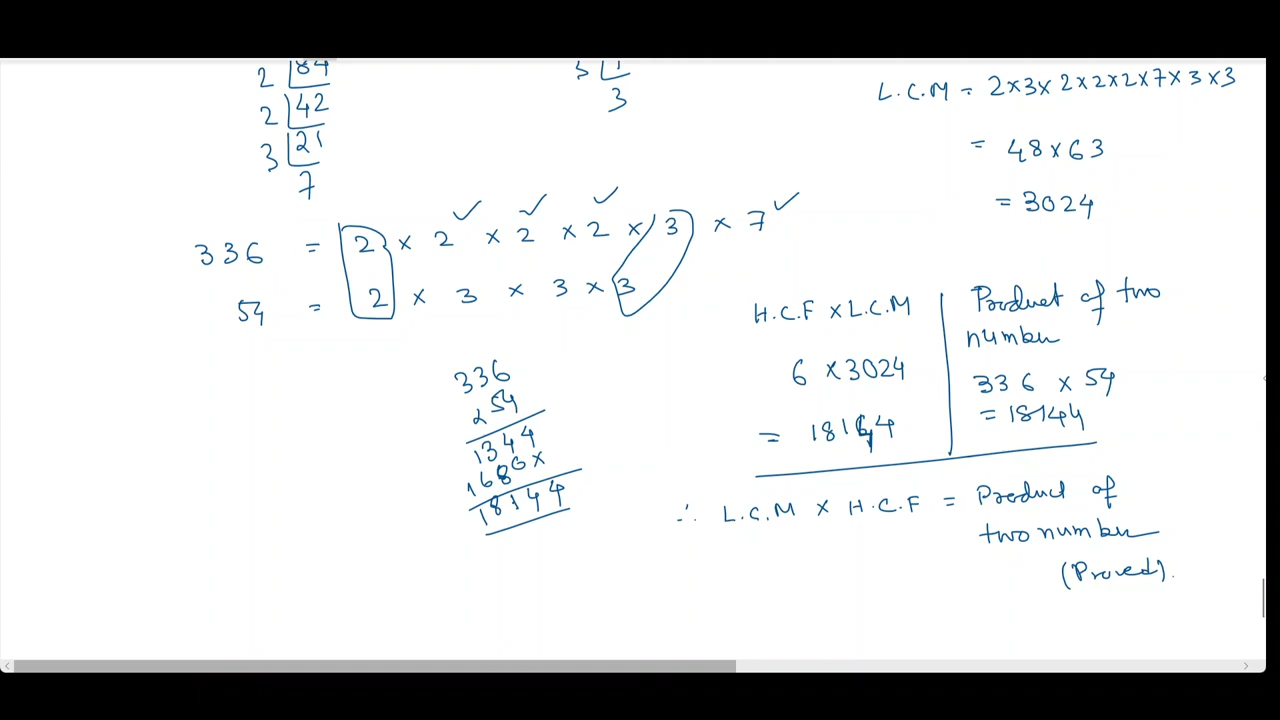 2 | 84
2 | 42
3 | 21
7
3
L.C.M = 2×3×2×2×2×7×3×3
= 48×63
= 3024
336 = 2 × 2 × 2 × 2 × 3 × 7
54 = 2 × 3 × 3 × 3
336
× 54
1344
1680×
18144
H.C.F × L.C.M
6 × 3024
= 18144
Product of two
number
336 × 54
= 18144
∴ L.C.M × H.C.F = Product of
two number
(Proved).